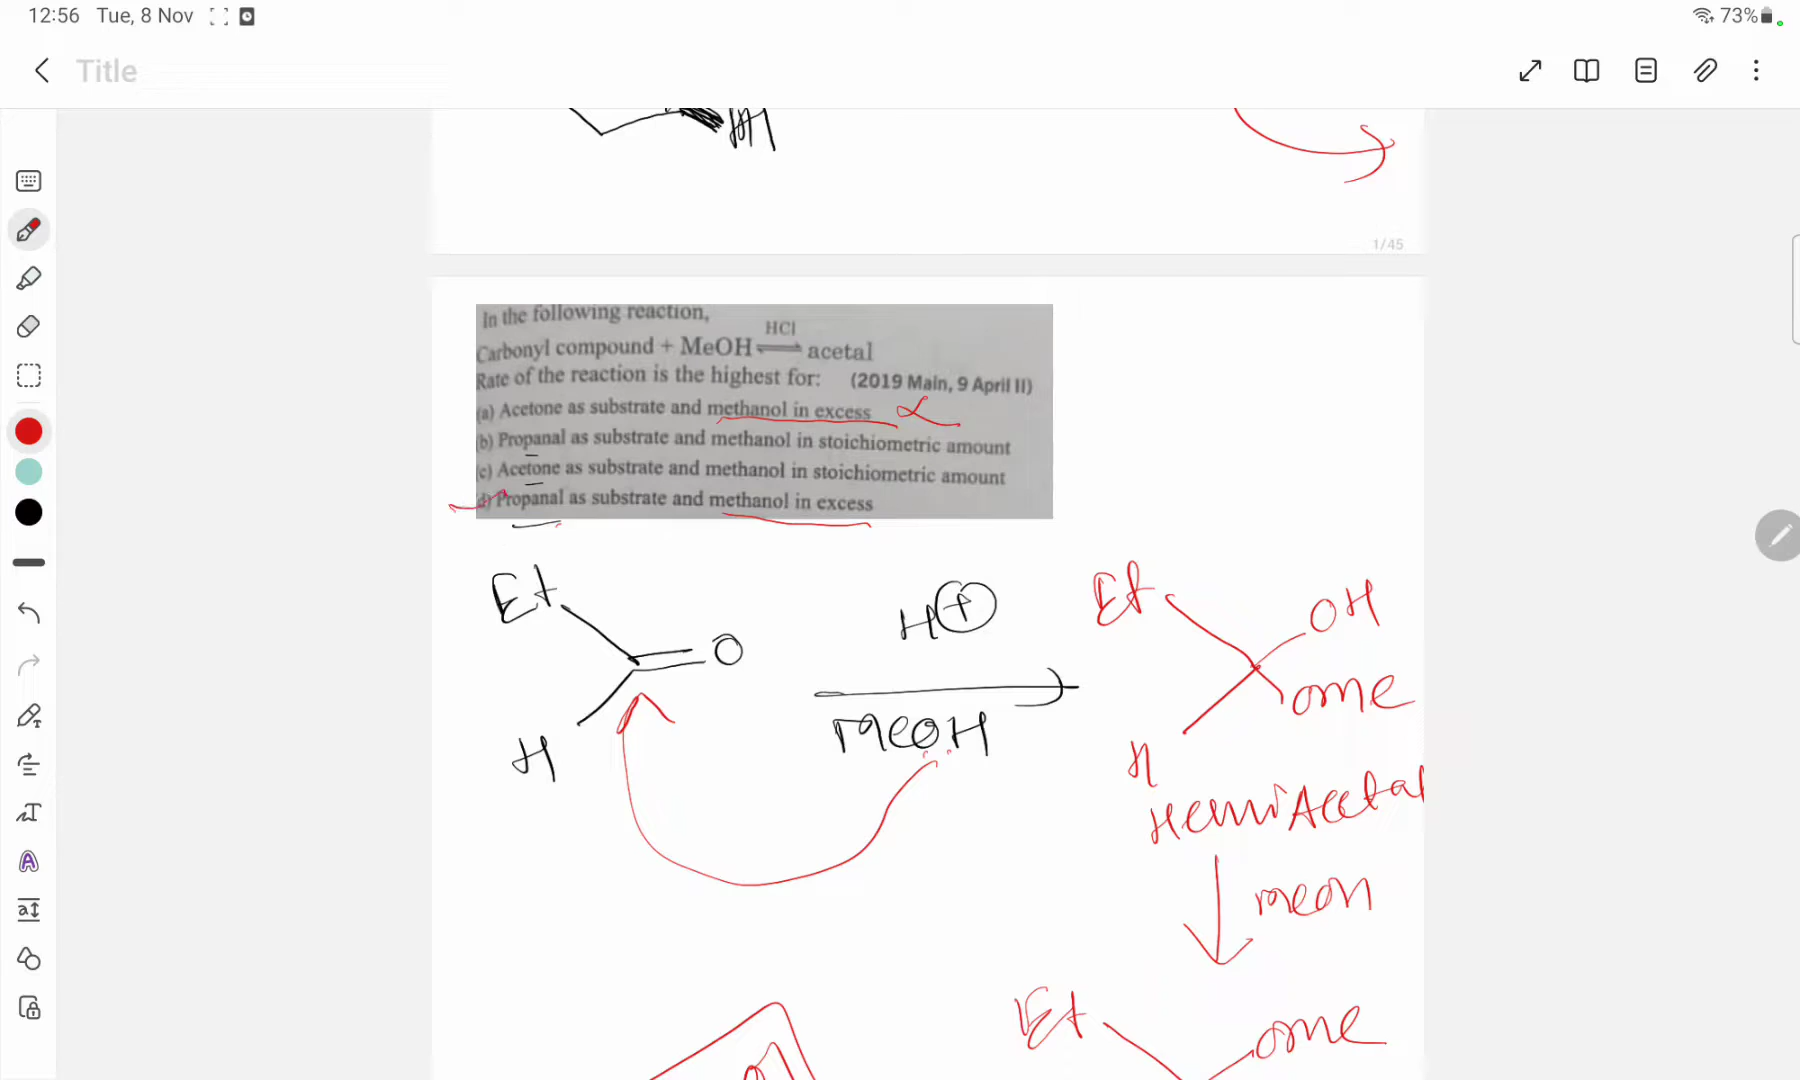 12:56 Tue, 8 Nov 73%
Title
1/45
In the following reaction,
HCl
Carbonyl compound + MeOH ⇌ acetal
Rate of the reaction is the highest for: (2019 Main, 9 April II)
(a) Acetone as substrate and methanol in excess
(b) Propanal as substrate and methanol in stoichiometric amount
(c) Acetone as substrate and methanol in stoichiometric amount
(d) Propanal as substrate and methanol in excess
Et
O
H
H+
MeOH
Et
OH
OMe
H
HemiAcetal
MeOH
Et
OMe